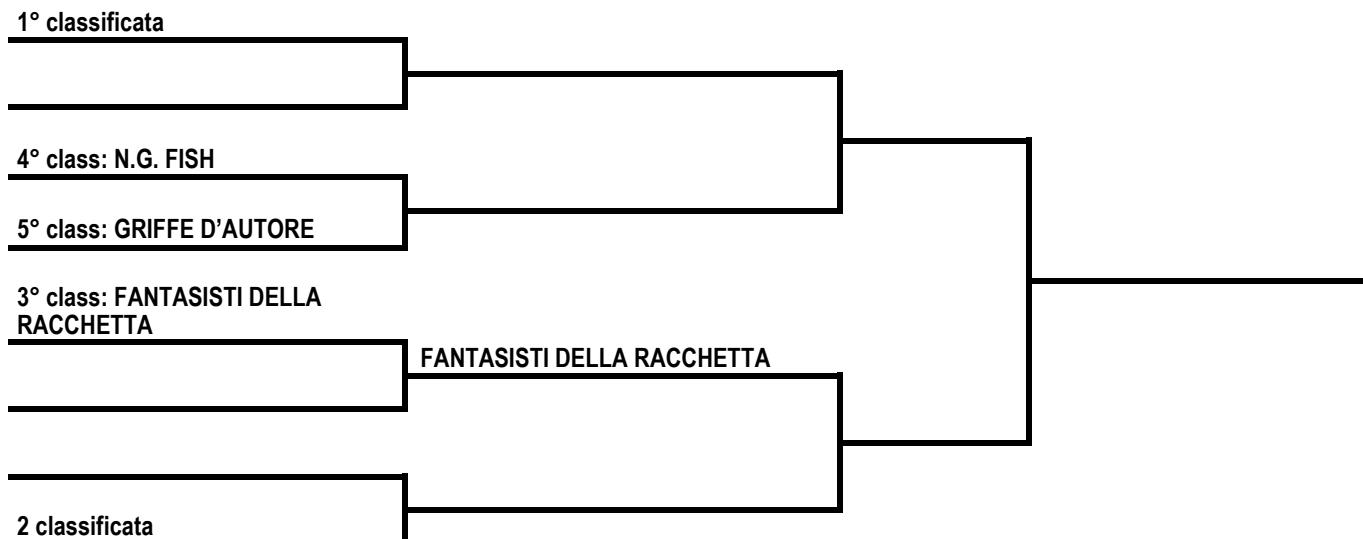 1° classificata
4° class: N.G. FISH
5° class: GRIFFE D’AUTORE
3° class: FANTASISTI DELLA
RACCHETTA
FANTASISTI DELLA RACCHETTA
2 classificata